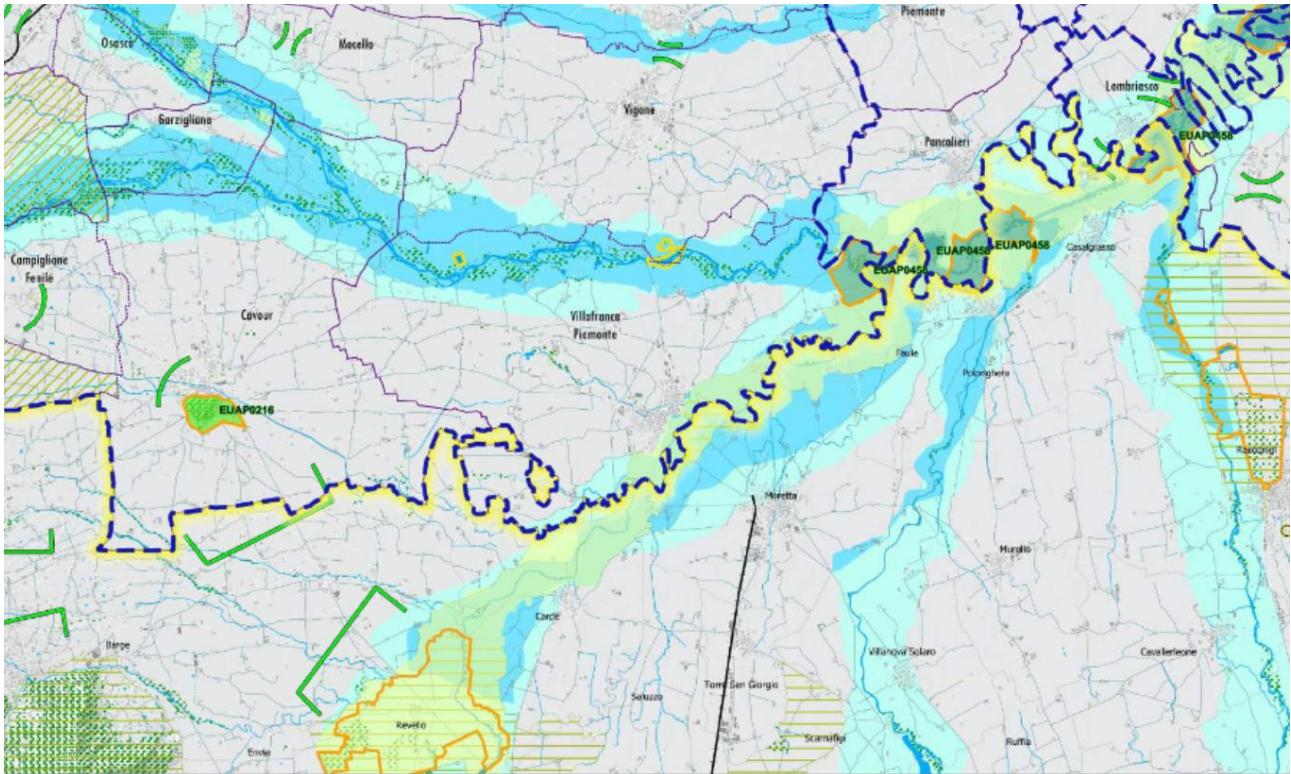 Piemonte
Osasco
Macello
Lombriasco
Vigone
Garzigliana
EUAP0458
Pancalieri
Casalgrasso
EUAP0458
EUAP0458
EUAP0458
Campiglione
Fenile
Cavour
Villafranca
Piemonte
Faule
Polonghera
EUAP0216
Racconigi
Moretta
Murello
Carde
Barge
Villanova Solaro
Cavallerleone
Torre San Giorgio
Saluzzo
Revello
Envie
Scarnafigi
Ruffia